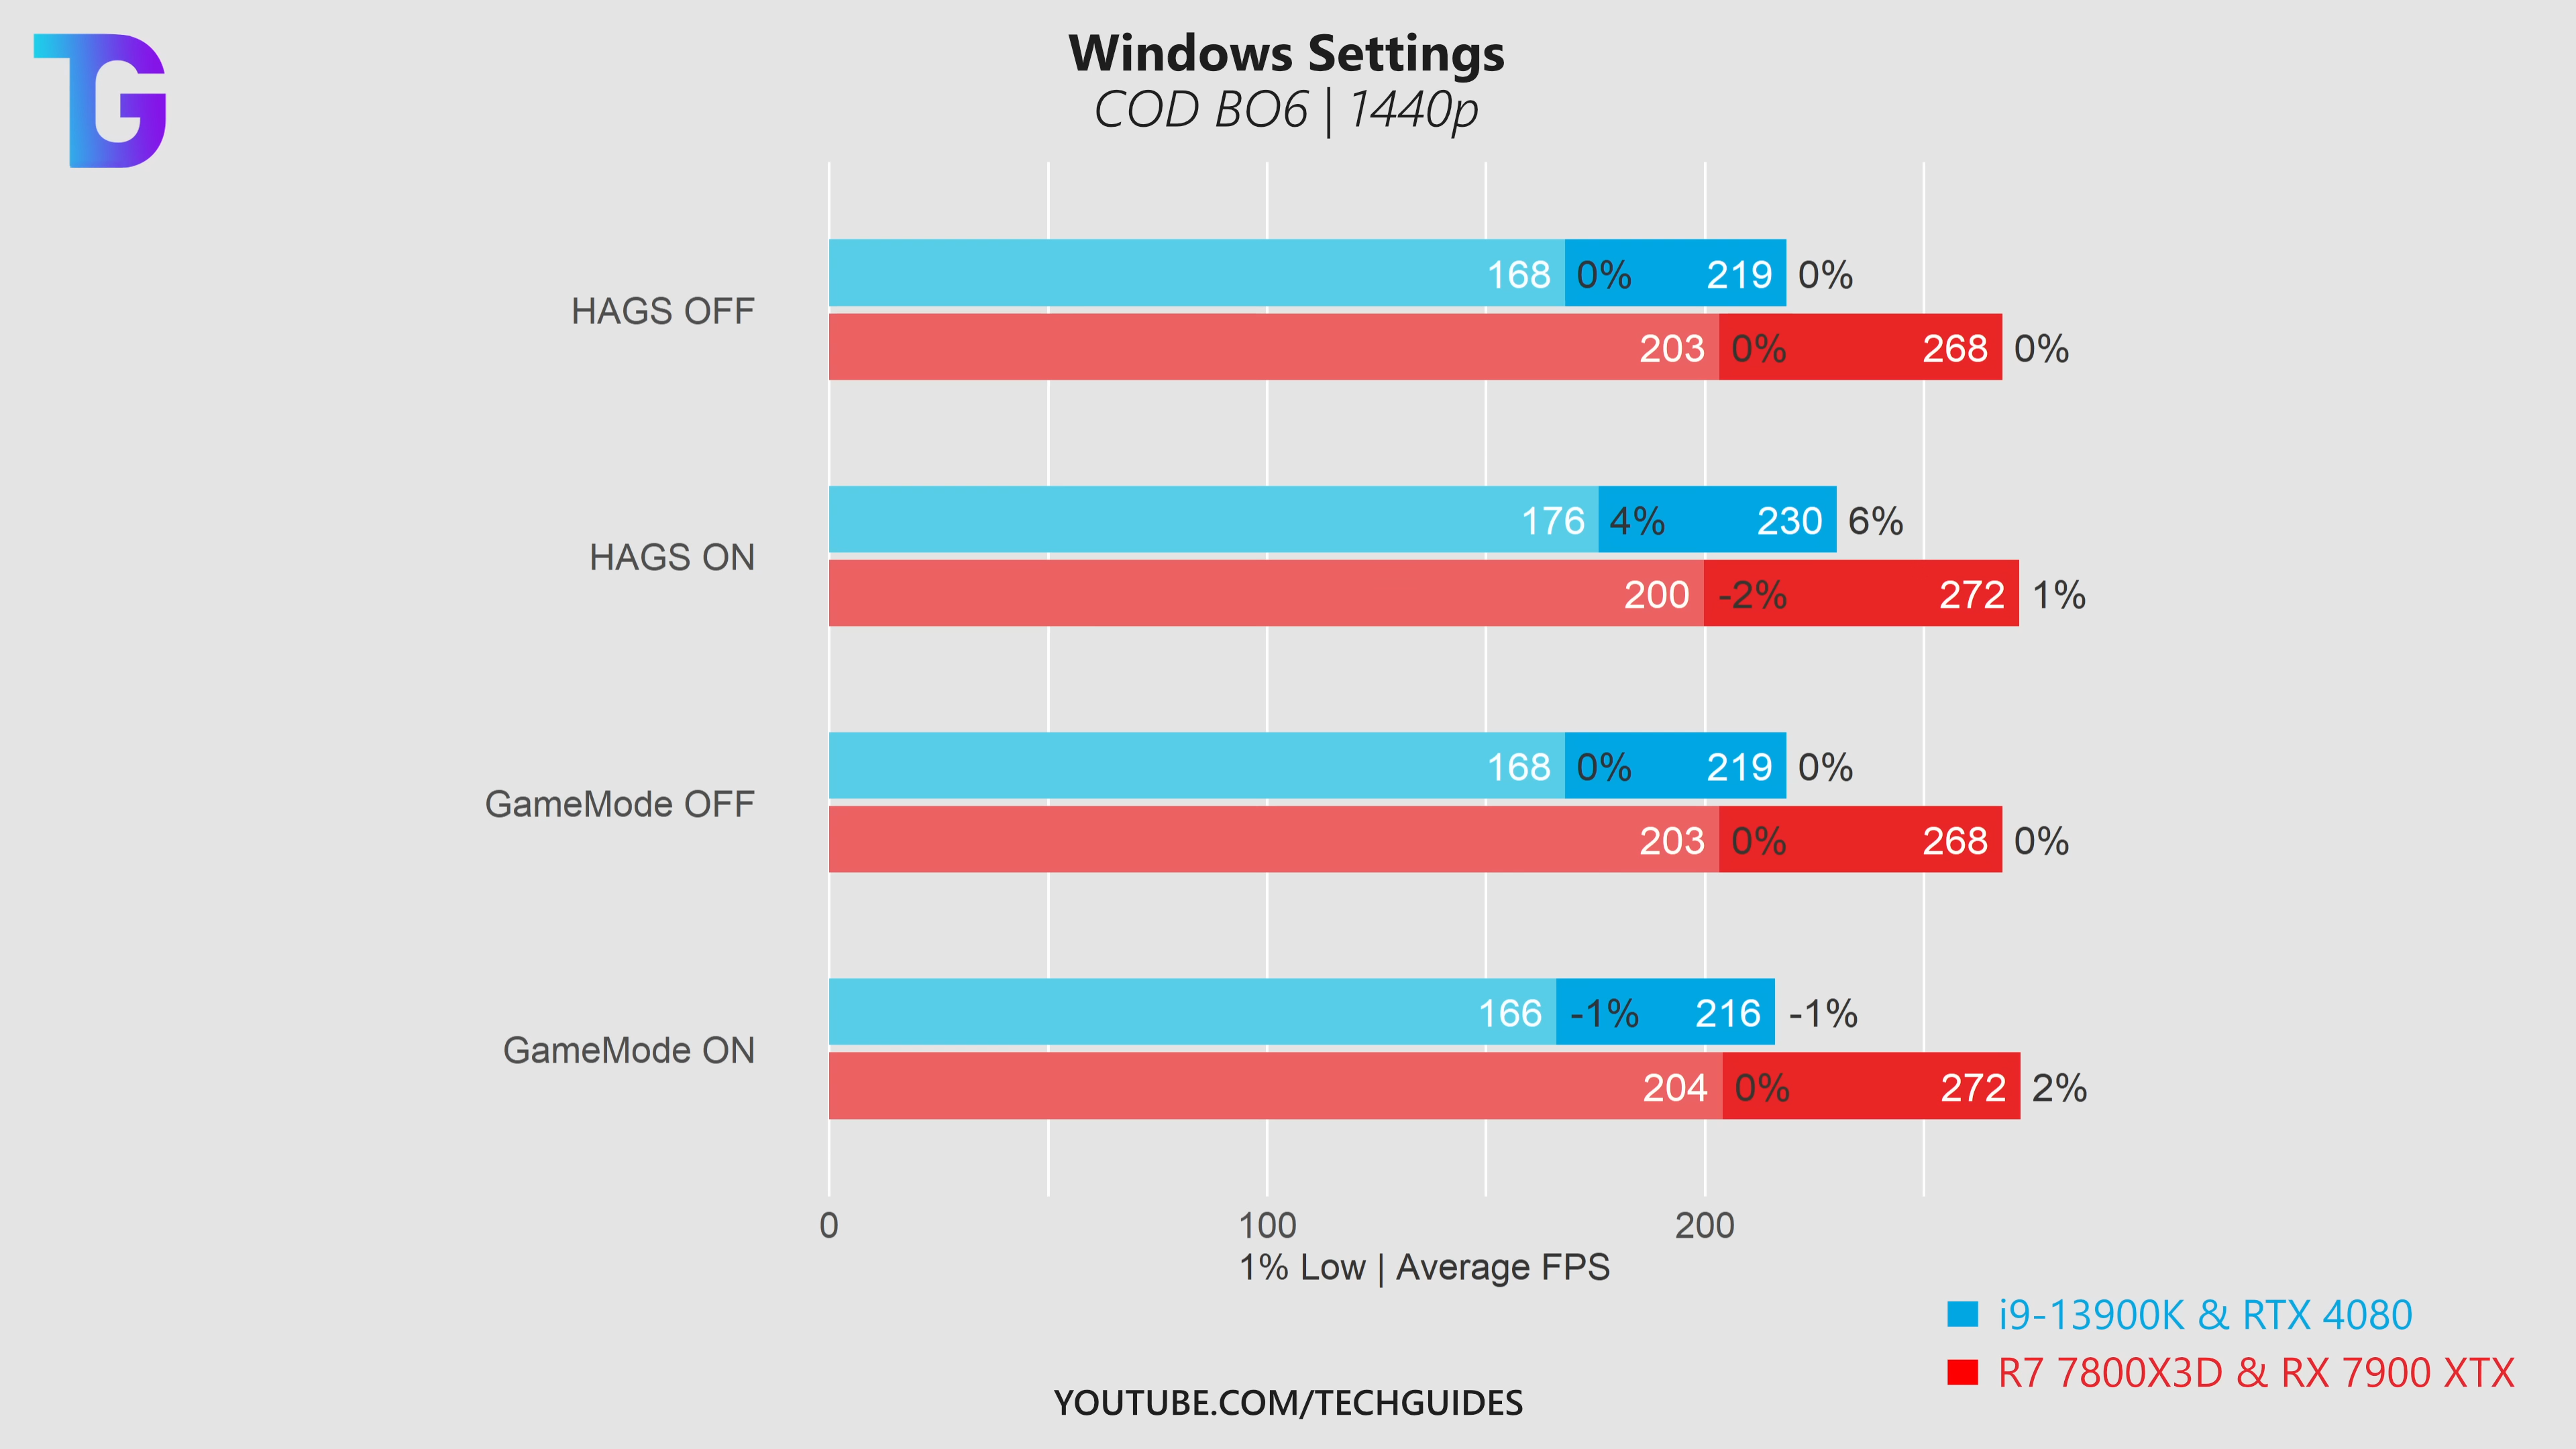 TG
Windows Settings
COD BO6 | 1440p
HAGS OFF
168 0% 219 0%
203 0% 268 0%
HAGS ON
176 4% 230 6%
200 -2% 272 1%
GameMode OFF
168 0% 219 0%
203 0% 268 0%
GameMode ON
166 -1% 216 -1%
204 0% 272 2%
0 100 200
1% Low | Average FPS
i9-13900K & RTX 4080
R7 7800X3D & RX 7900 XTX
YOUTUBE.COM/TECHGUIDES